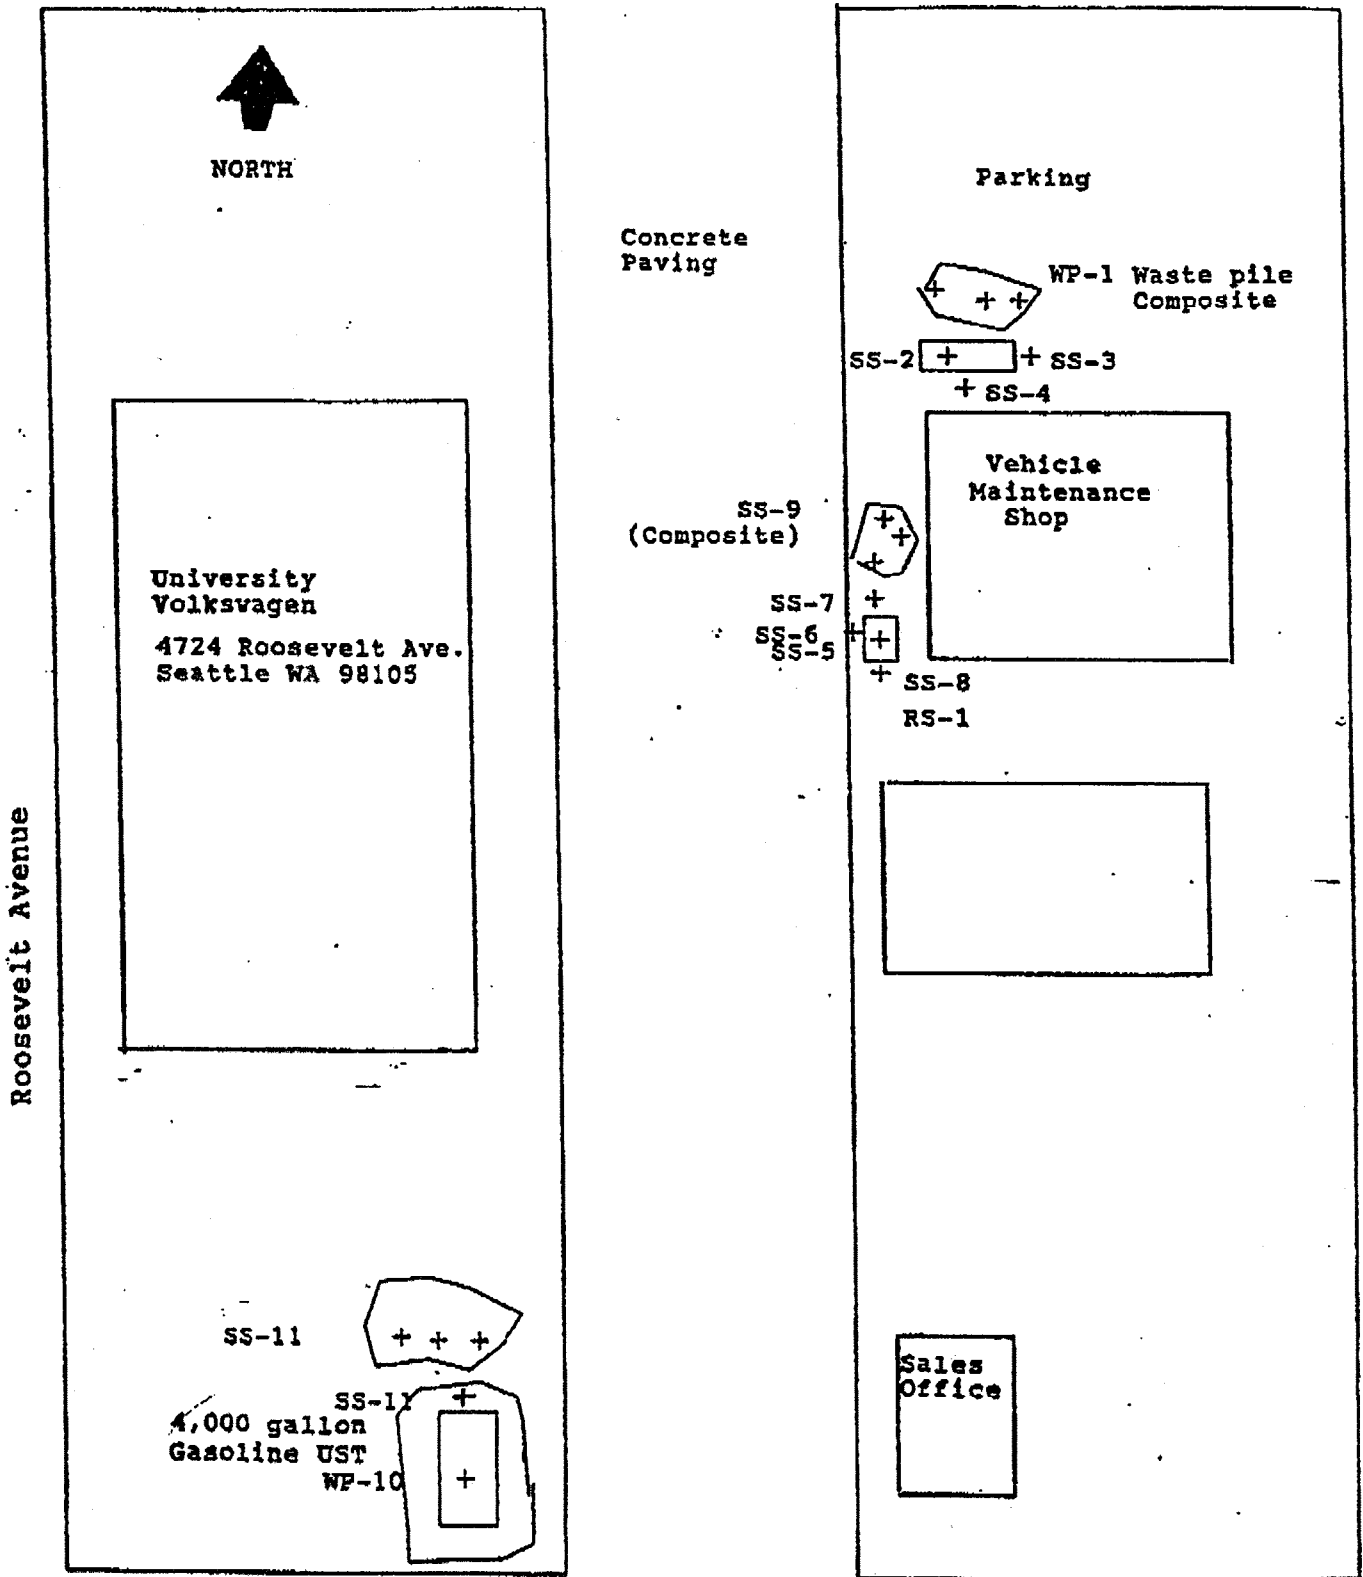 NORTH
Parking
Concrete
Paving
WP-1 Waste pile
Composite
SS-2
SS-3
SS-4
Vehicle
Maintenance
Shop
SS-9
(Composite)
University
Volkswagen
4724 Roosevelt Ave.
Seattle WA 98105
SS-7
SS-6
SS-5
SS-8
RS-1
Roosevelt Avenue
SS-11
SS-11
4,000 gallon
Gasoline UST
WP-10
Sales
Office